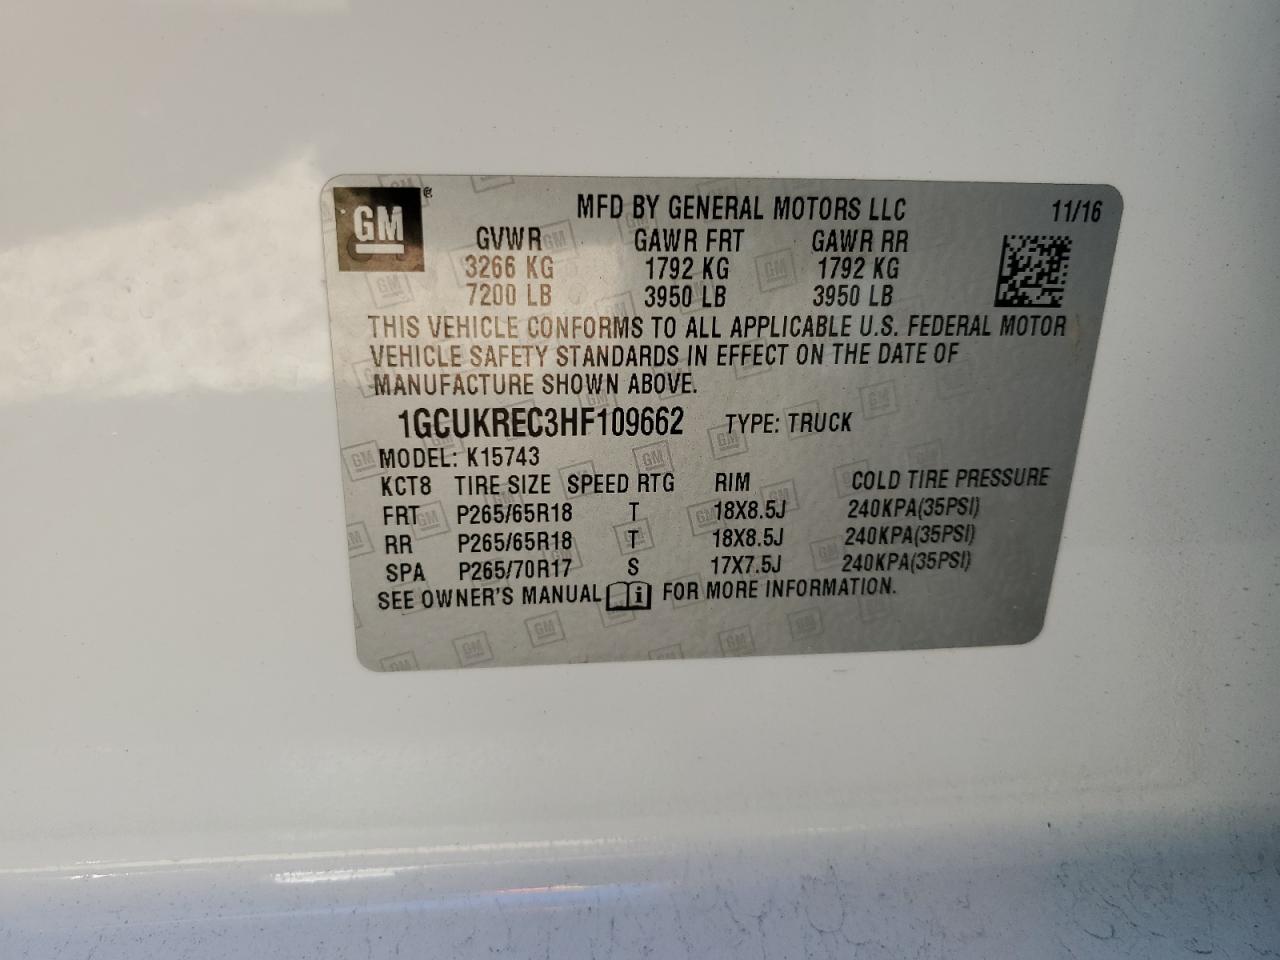 GM®
MFD BY GENERAL MOTORS LLC 11/16
GVWR GAWR FRT GAWR RR
3266 KG 1792 KG 1792 KG
7200 LB 3950 LB 3950 LB
THIS VEHICLE CONFORMS TO ALL APPLICABLE U.S. FEDERAL MOTOR
VEHICLE SAFETY STANDARDS IN EFFECT ON THE DATE OF
MANUFACTURE SHOWN ABOVE.
1GCUKREC3HF109662 TYPE: TRUCK
MODEL: K15743
KCT8 TIRE SIZE SPEED RTG RIM COLD TIRE PRESSURE
FRT P265/65R18 T 18X8.5J 240KPA(35PSI)
RR P265/65R18 T 18X8.5J 240KPA(35PSI)
SPA P265/70R17 S 17X7.5J 240KPA(35PSI)
SEE OWNER'S MANUAL i FOR MORE INFORMATION.